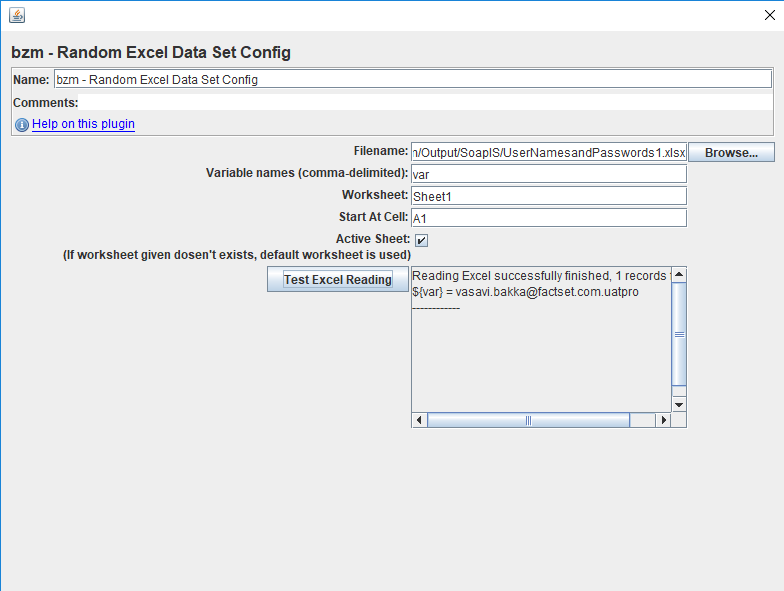 bzm - Random Excel Data Set Config
Name: bzm - Random Excel Data Set Config
Comments:
Help on this plugin
Filename: n/Output/SoapIS/UserNamesandPasswords1.xlsx Browse...
Variable names (comma-delimited): var
Worksheet: Sheet1
Start At Cell: A1
Active Sheet:
(If worksheet given dosen't exists, default worksheet is used)
Test Excel Reading
Reading Excel successfully finished, 1 records
${var} = vasavi.bakka@factset.com.uatpro
------------